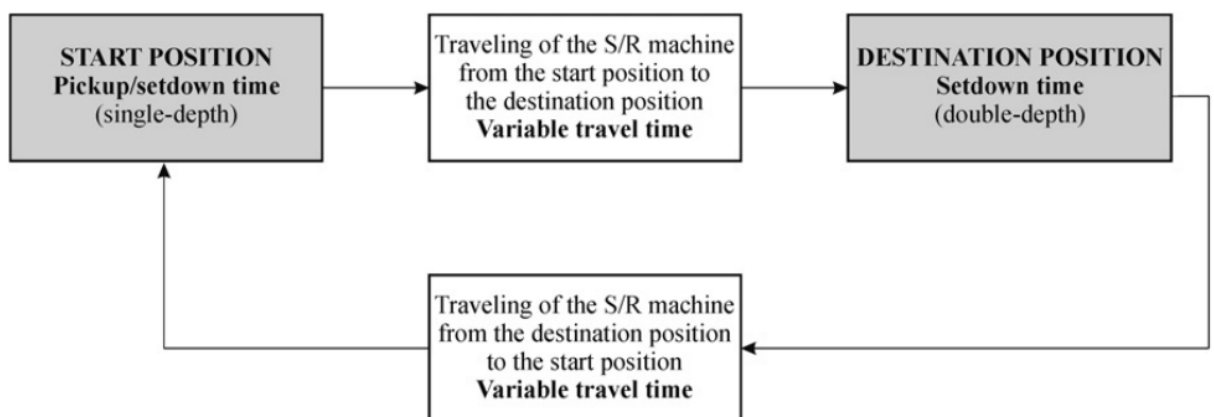 START POSITION
Pickup/setdown time
(single-depth)
Traveling of the S/R machine
from the start position to
the destination position
Variable travel time
DESTINATION POSITION
Setdown time
(double-depth)
Traveling of the S/R machine
from the destination position
to the start position
Variable travel time